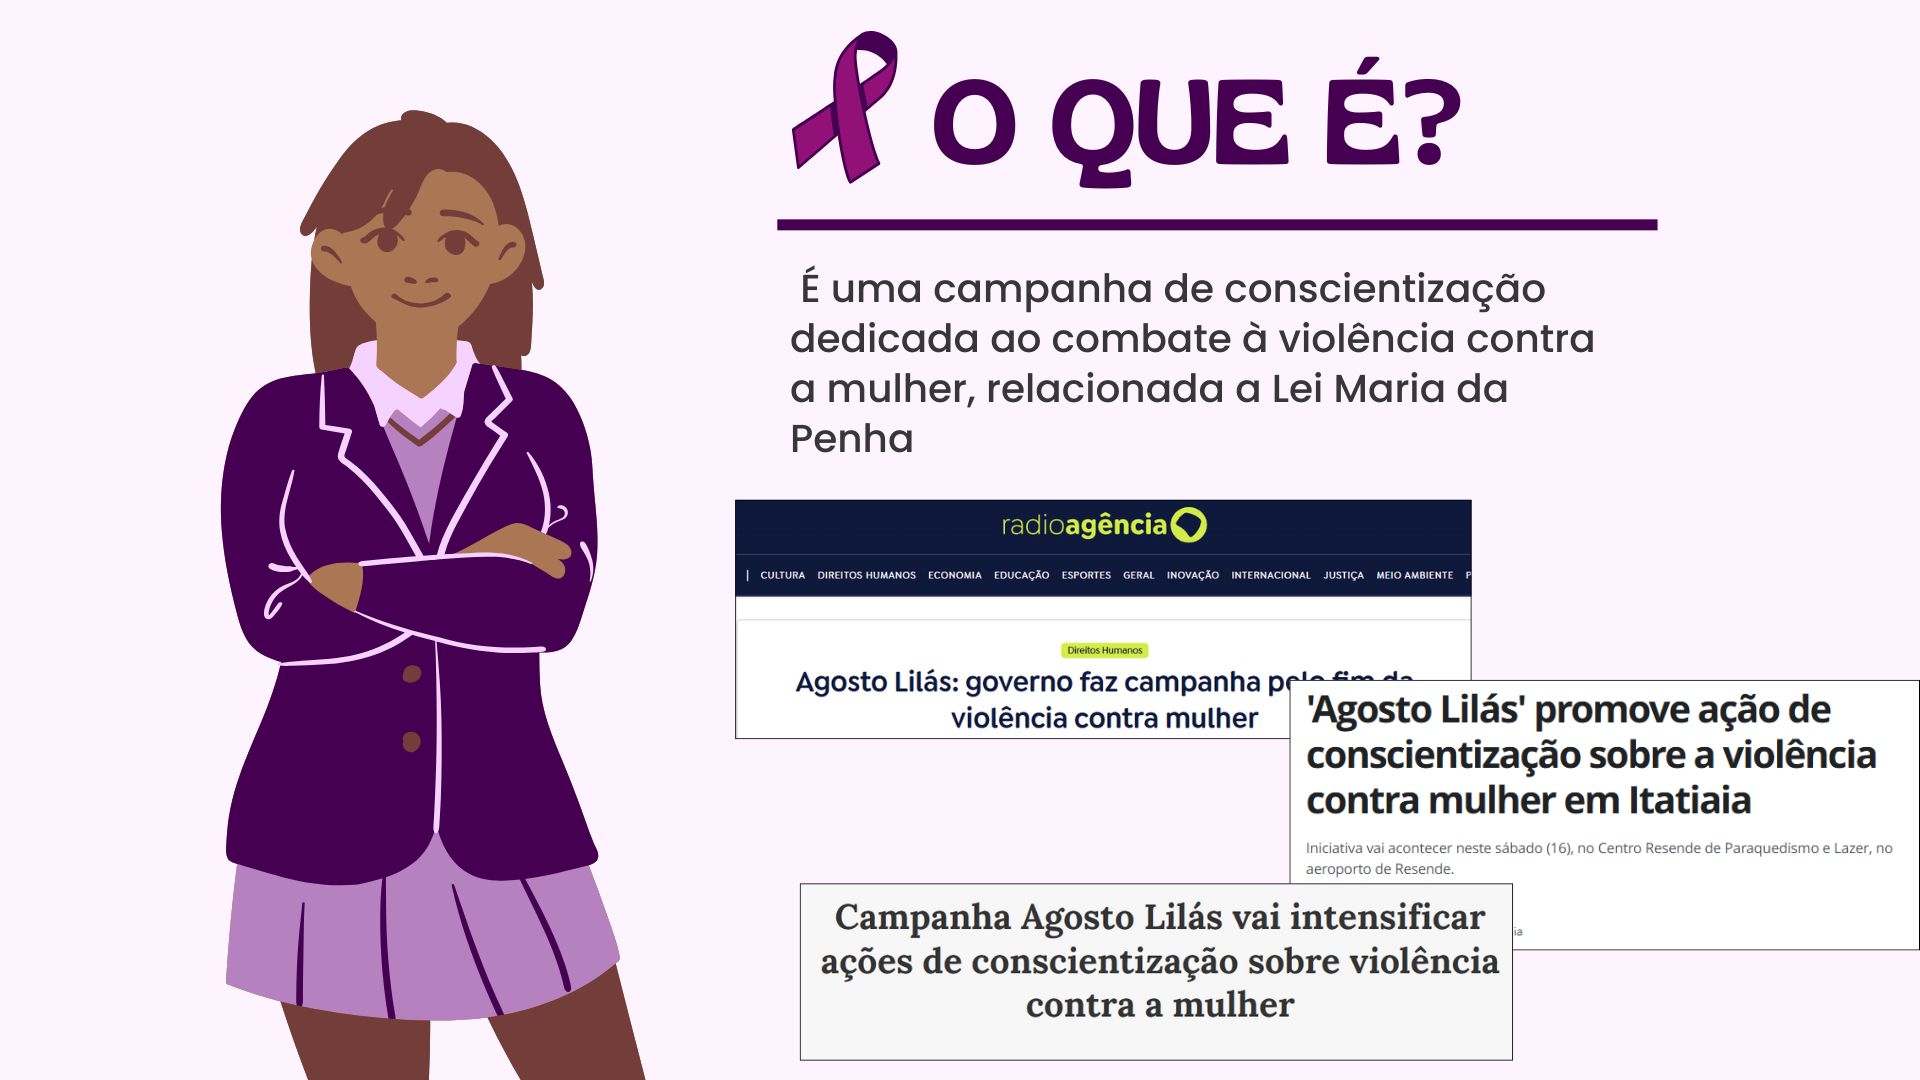 O QUE É?
É uma campanha de conscientização
dedicada ao combate à violência contra
a mulher, relacionada a Lei Maria da
Penha
radioagência
| CULTURA DIREITOS HUMANOS ECONOMIA EDUCAÇÃO ESPORTES GERAL INOVAÇÃO INTERNACIONAL JUSTIÇA MEIO AMBIENTE P
Direitos Humanos
Agosto Lilás: governo faz campanha pelo fim da
violência contra mulher
'Agosto Lilás' promove ação de
conscientização sobre a violência
contra mulher em Itatiaia
Iniciativa vai acontecer neste sábado (16), no Centro Resende de Paraquedismo e Lazer, no
aeroporto de Resende.
ia
Campanha Agosto Lilás vai intensificar
ações de conscientização sobre violência
contra a mulher